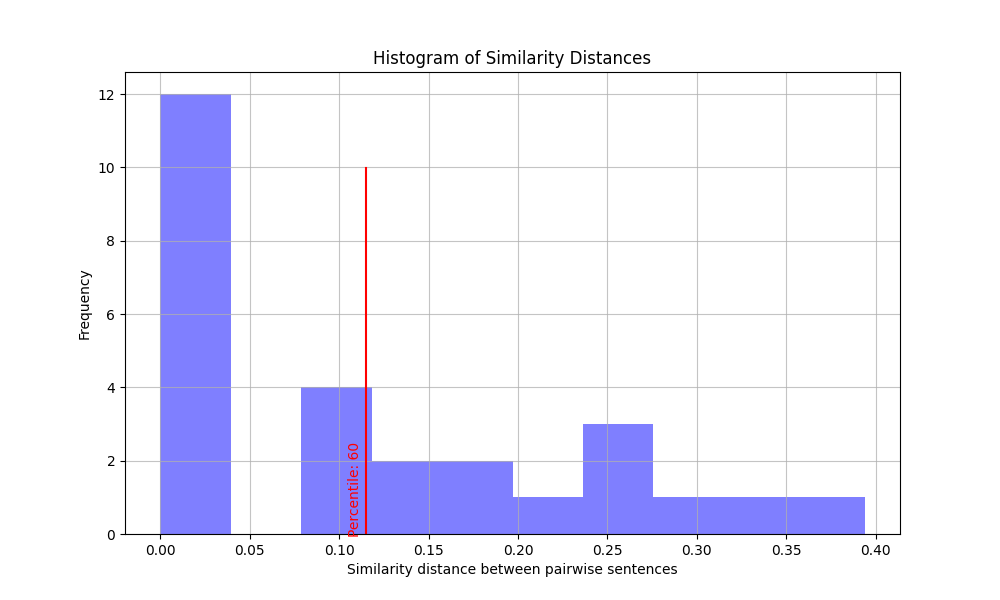 Histogram of Similarity Distances
12
10
8
6
4
2
0
Frequency
Percentile: 60
0.00 0.05 0.10 0.15 0.20 0.25 0.30 0.35 0.40
Similarity distance between pairwise sentences